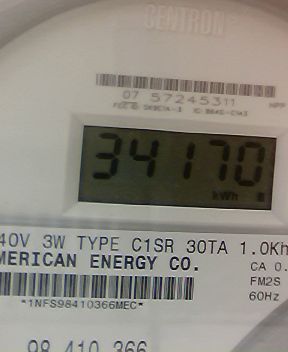 CENTRON®
07 57245311
34170
kWh
40V 3W TYPE C1SR 30TA 1.0Kh
MERICAN ENERGY CO.
CA 0.
FM2S
60Hz
*1NFS98410366MEC*
98 410 366